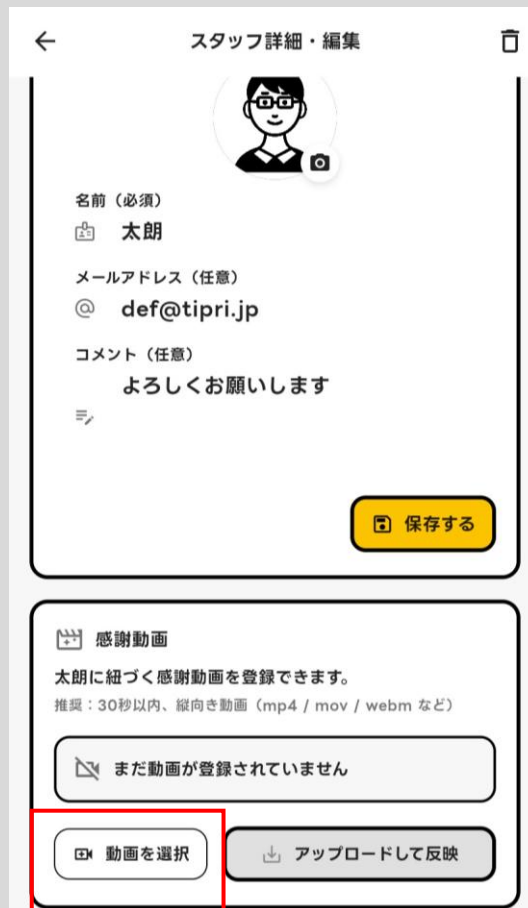 スタッフ詳細・編集
名前（必須）
太朗
メールアドレス（任意）
def@tipri.jp
コメント（任意）
よろしくお願いします
保存する
感謝動画
太朗に紐づく感謝動画を登録できます。
推奨：30秒以内、縦向き動画（mp4 / mov / webm など）
まだ動画が登録されていません
動画を選択
アップロードして反映